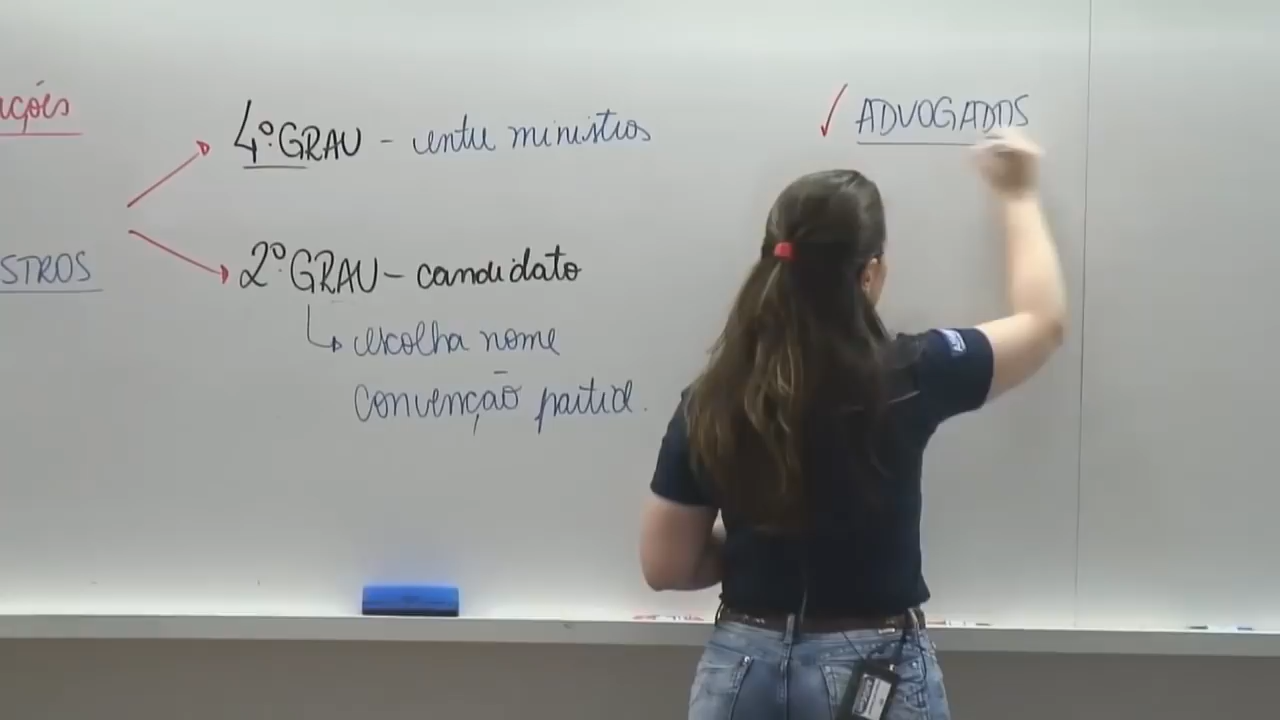 ações
4º GRAU - entre ministros
STROS
2º GRAU - candidato
↳ escolha nome
convenção partid.
✓ ADVOGADOS